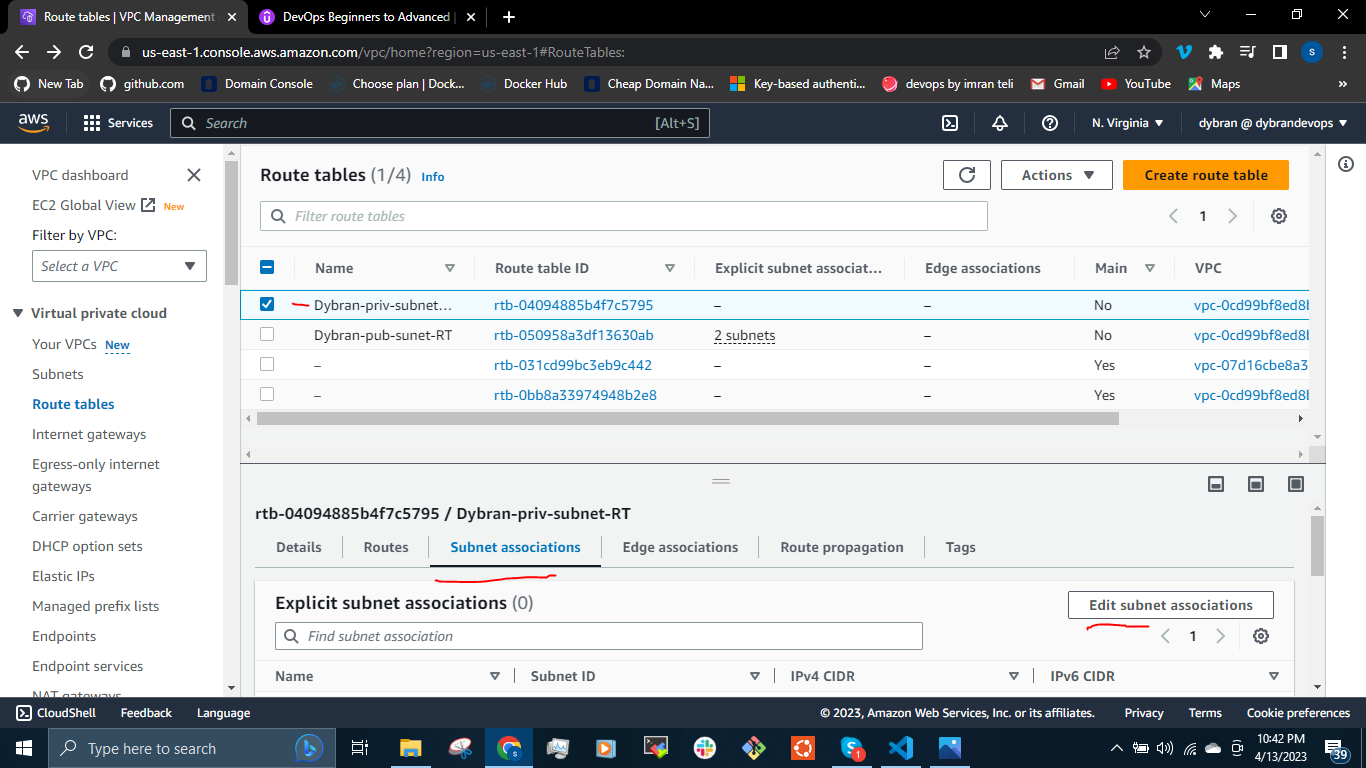 Route tables | VPC Management
DevOps Beginners to Advanced |
us-east-1.console.aws.amazon.com/vpc/home?region=us-east-1#RouteTables:
S
New Tab
github.com
Domain Console
Choose plan | Dock...
Docker Hub
Cheap Domain Na...
Key-based authenti...
devops by imran teli
Gmail
YouTube
Maps
»
aws
Services
Search
[Alt+S]
N. Virginia
dybran @ dybrandevops
VPC dashboard
EC2 Global View
New
Filter by VPC:
Select a VPC
Virtual private cloud
Your VPCs
New
Subnets
Route tables
Internet gateways
Egress-only internet
gateways
Carrier gateways
DHCP option sets
Elastic IPs
Managed prefix lists
Endpoints
Endpoint services
NAT gateways
Route tables (1/4) Info
Actions
Create route table
Filter route tables
1
Name
Route table ID
Explicit subnet associat...
Edge associations
Main
VPC
Dybran-priv-subnet... rtb-04094885b4f7c5795 – – No vpc-0cd99bf8ed8b
Dybran-pub-sunet-RT rtb-050958a3df13630ab 2 subnets – No vpc-0cd99bf8ed8b
– rtb-031cd99bc3eb9c442 – – Yes vpc-07d16cbe8a3
– rtb-0bb8a33974948b2e8 – – Yes vpc-0cd99bf8ed8b
rtb-04094885b4f7c5795 / Dybran-priv-subnet-RT
Details
Routes
Subnet associations
Edge associations
Route propagation
Tags
Explicit subnet associations (0)
Edit subnet associations
Find subnet association
1
Name
Subnet ID
IPv4 CIDR
IPv6 CIDR
CloudShell
Feedback
Language
© 2023, Amazon Web Services, Inc. or its affiliates.
Privacy
Terms
Cookie preferences
Type here to search
1
10:42 PM
4/13/2023
39